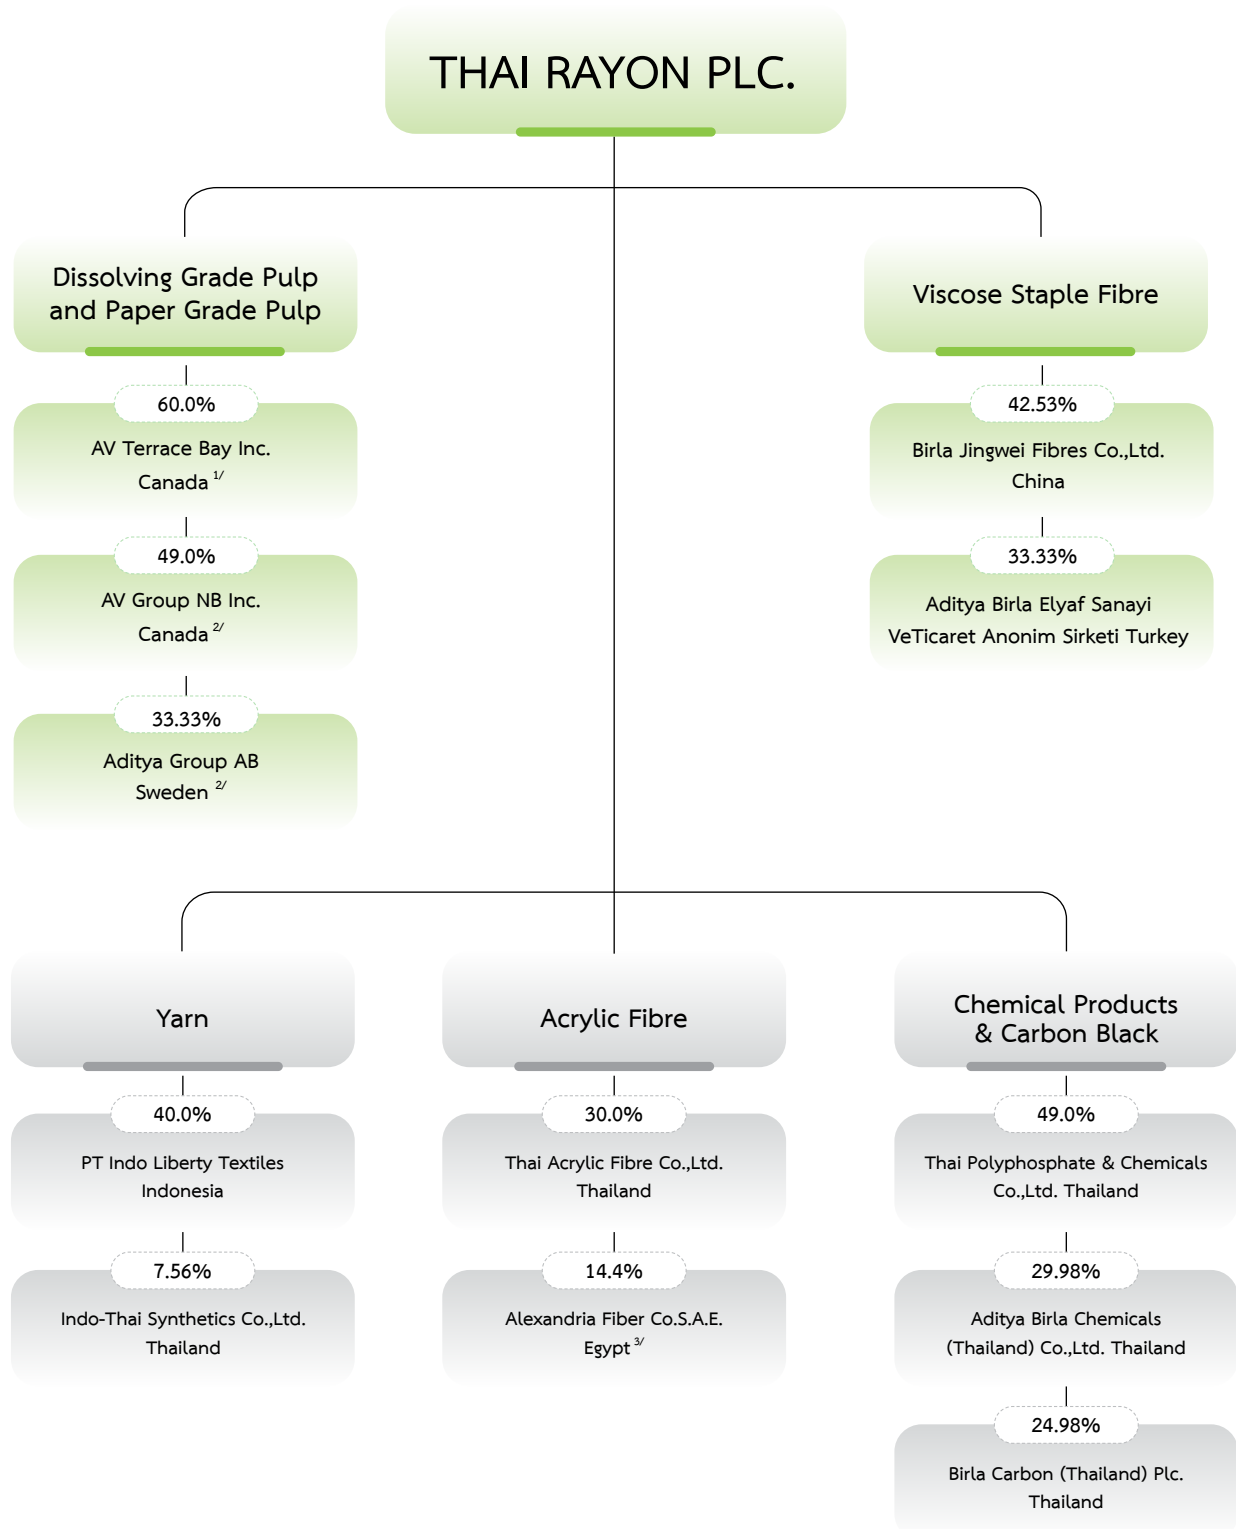 THAI RAYON PLC.
Dissolving Grade Pulp
and Paper Grade Pulp
60.0%
AV Terrace Bay Inc.
Canada 1/
49.0%
AV Group NB Inc.
Canada 2/
33.33%
Aditya Group AB
Sweden 2/
Viscose Staple Fibre
42.53%
Birla Jingwei Fibres Co.,Ltd.
China
33.33%
Aditya Birla Elyaf Sanayi
VeTicaret Anonim Sirketi Turkey
Yarn
40.0%
PT Indo Liberty Textiles
Indonesia
7.56%
Indo-Thai Synthetics Co.,Ltd.
Thailand
Acrylic Fibre
30.0%
Thai Acrylic Fibre Co.,Ltd.
Thailand
14.4%
Alexandria Fiber Co.S.A.E.
Egypt 3/
Chemical Products
& Carbon Black
49.0%
Thai Polyphosphate & Chemicals
Co.,Ltd. Thailand
29.98%
Aditya Birla Chemicals
(Thailand) Co.,Ltd. Thailand
24.98%
Birla Carbon (Thailand) Plc.
Thailand